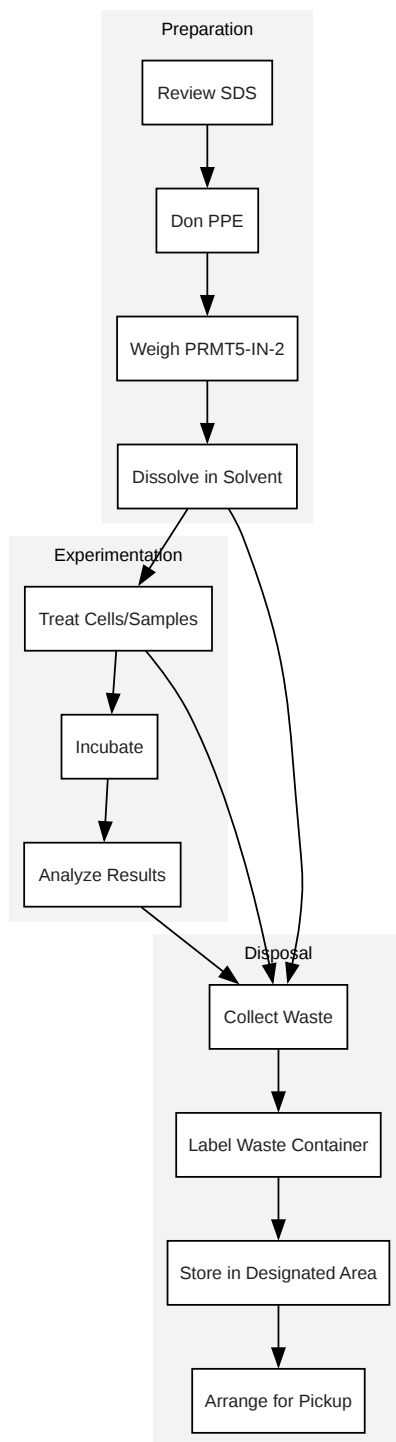 Preparation
Review SDS
Don PPE
Weigh PRMT5-IN-2
Dissolve in Solvent
Experimentation
Treat Cells/Samples
Incubate
Analyze Results
Disposal
Collect Waste
Label Waste Container
Store in Designated Area
Arrange for Pickup